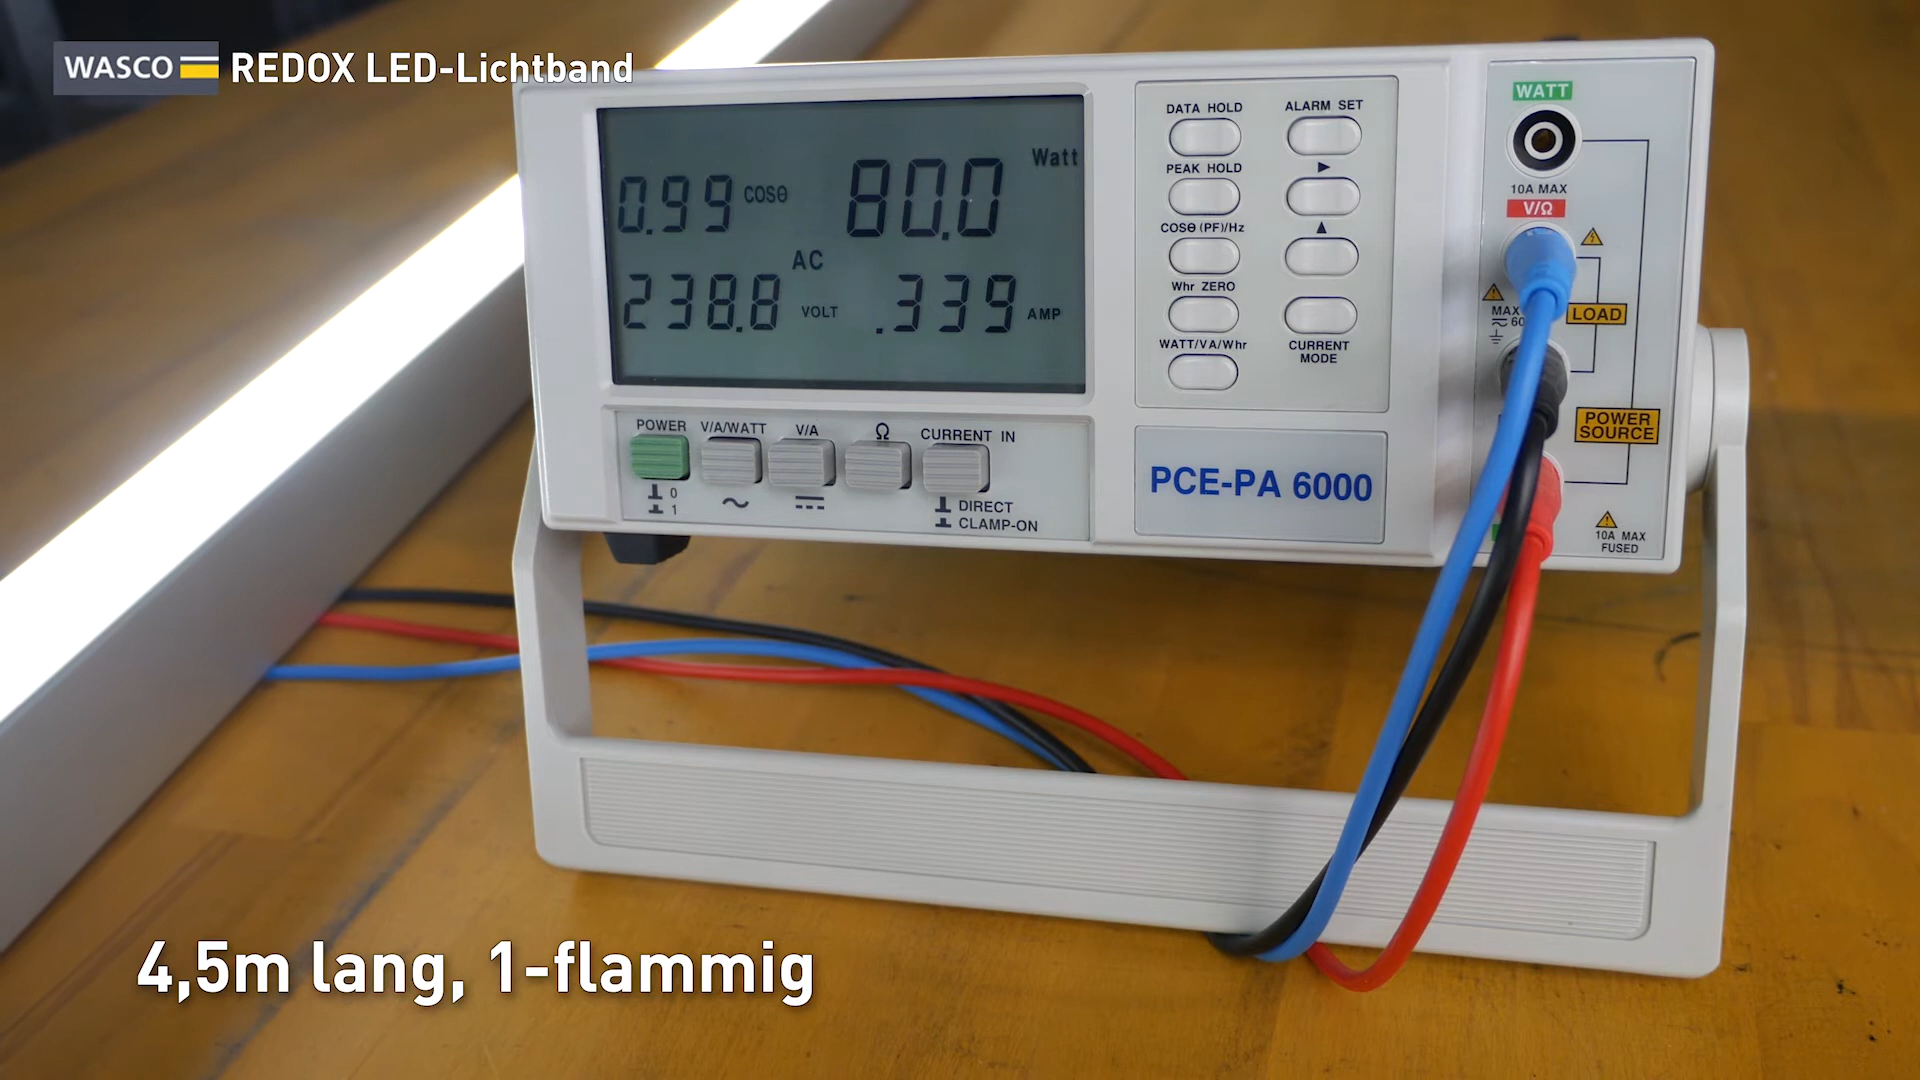 WASCO REDOX LED-Lichtband
0.99 COSθ 80.0 Watt
AC
238.8 VOLT .339 AMP
DATA HOLD ALARM SET
PEAK HOLD ►
COSθ (PF)/Hz ▲
Whr ZERO
WATT/VA/Whr CURRENT MODE
POWER V/A/WATT V/A Ω CURRENT IN
0
1
DIRECT
CLAMP-ON
PCE-PA 6000
WATT
10A MAX
V/Ω
MAX
LOAD
POWER
SOURCE
10A MAX
FUSED
4,5m lang, 1-flammig